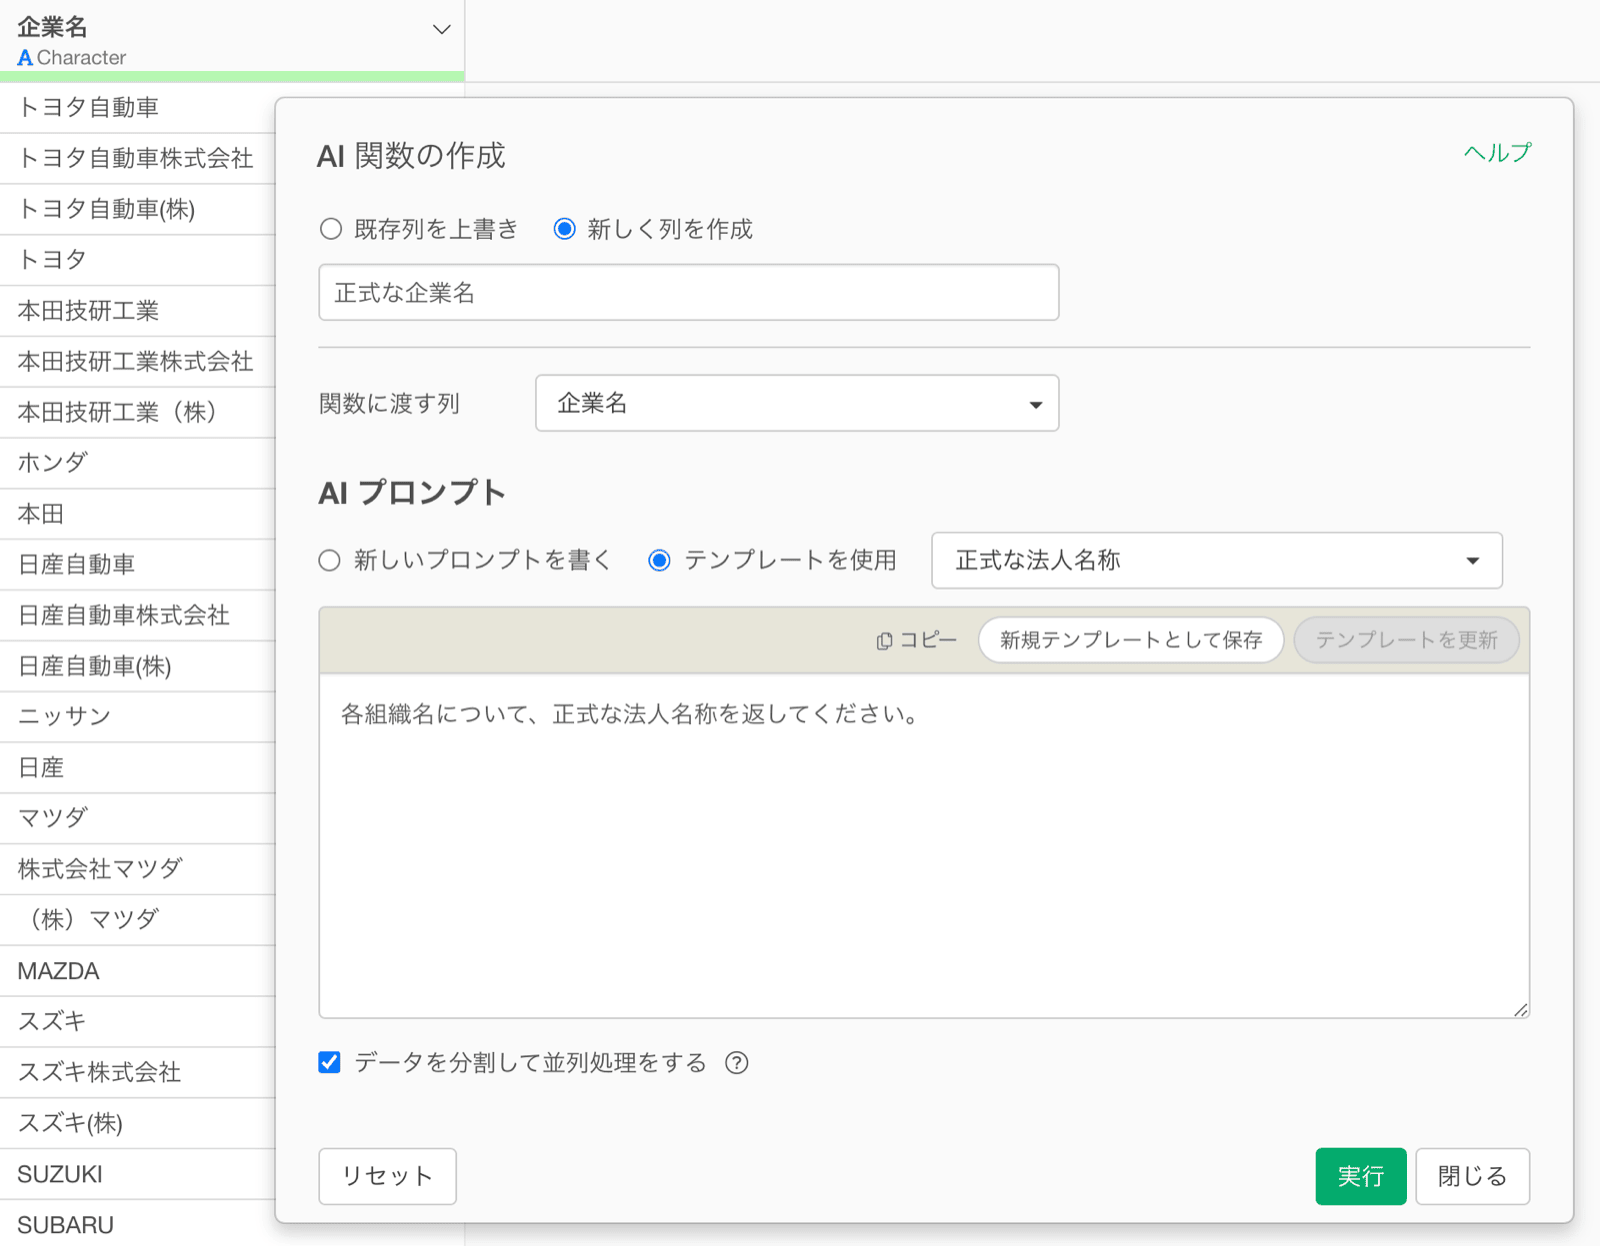 企業名
A Character
トヨタ自動車
トヨタ自動車株式会社
トヨタ自動車(株)
トヨタ
本田技研工業
本田技研工業株式会社
本田技研工業（株）
ホンダ
本田
日産自動車
日産自動車株式会社
日産自動車(株)
ニッサン
日産
マツダ
株式会社マツダ
（株）マツダ
MAZDA
スズキ
スズキ株式会社
スズキ(株)
SUZUKI
SUBARU
AI 関数の作成
ヘルプ
既存列を上書き 新しく列を作成
正式な企業名
関数に渡す列 企業名
AI プロンプト
新しいプロンプトを書く テンプレートを使用 正式な法人名称
コピー 新規テンプレートとして保存 テンプレートを更新
各組織名について、正式な法人名称を返してください。
データを分割して並列処理をする ?
リセット 実行 閉じる